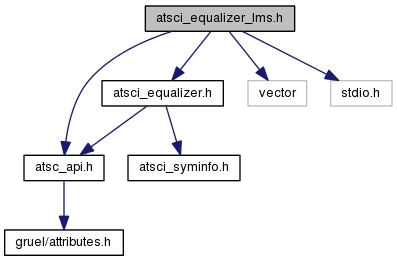 atsci_equalizer_lms.h
atsci_equalizer.h
vector
stdio.h
atsc_api.h
atsci_syminfo.h
gruel/attributes.h